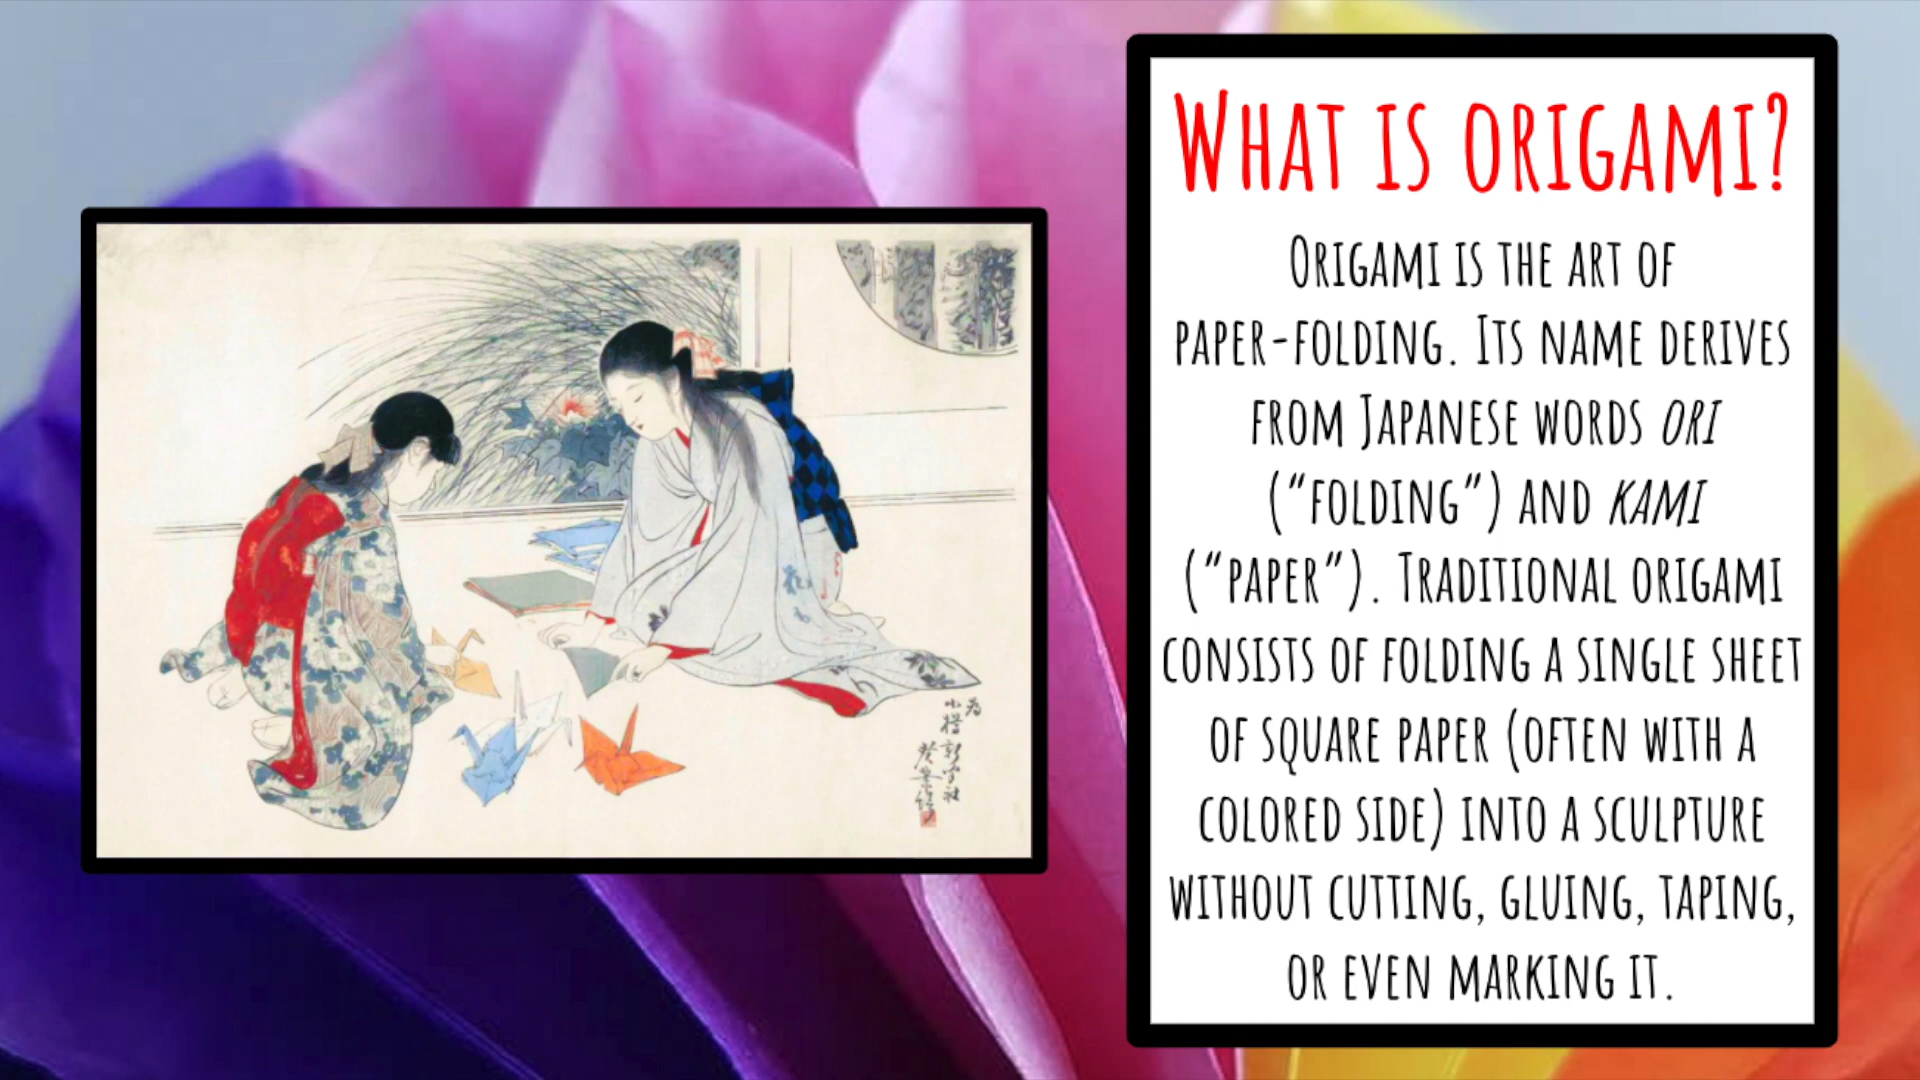 What is origami?
Origami is the art of
paper-folding. Its name derives
from Japanese words ori
(“folding”) and kami
(“paper”). Traditional origami
consists of folding a single sheet
of square paper (often with a
colored side) into a sculpture
without cutting, gluing, taping,
or even marking it.